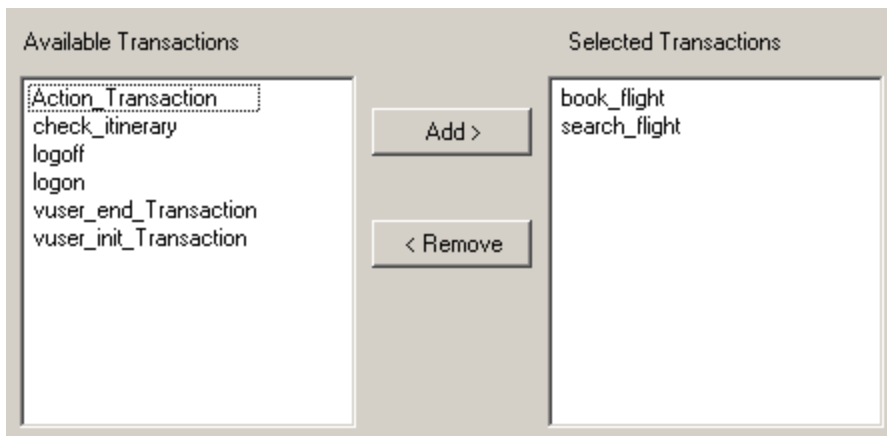 Available Transactions
Selected Transactions
Action_Transaction
check_itinerary
logoff
logon
vuser_end_Transaction
vuser_init_Transaction
Add >
< Remove
book_flight
search_flight